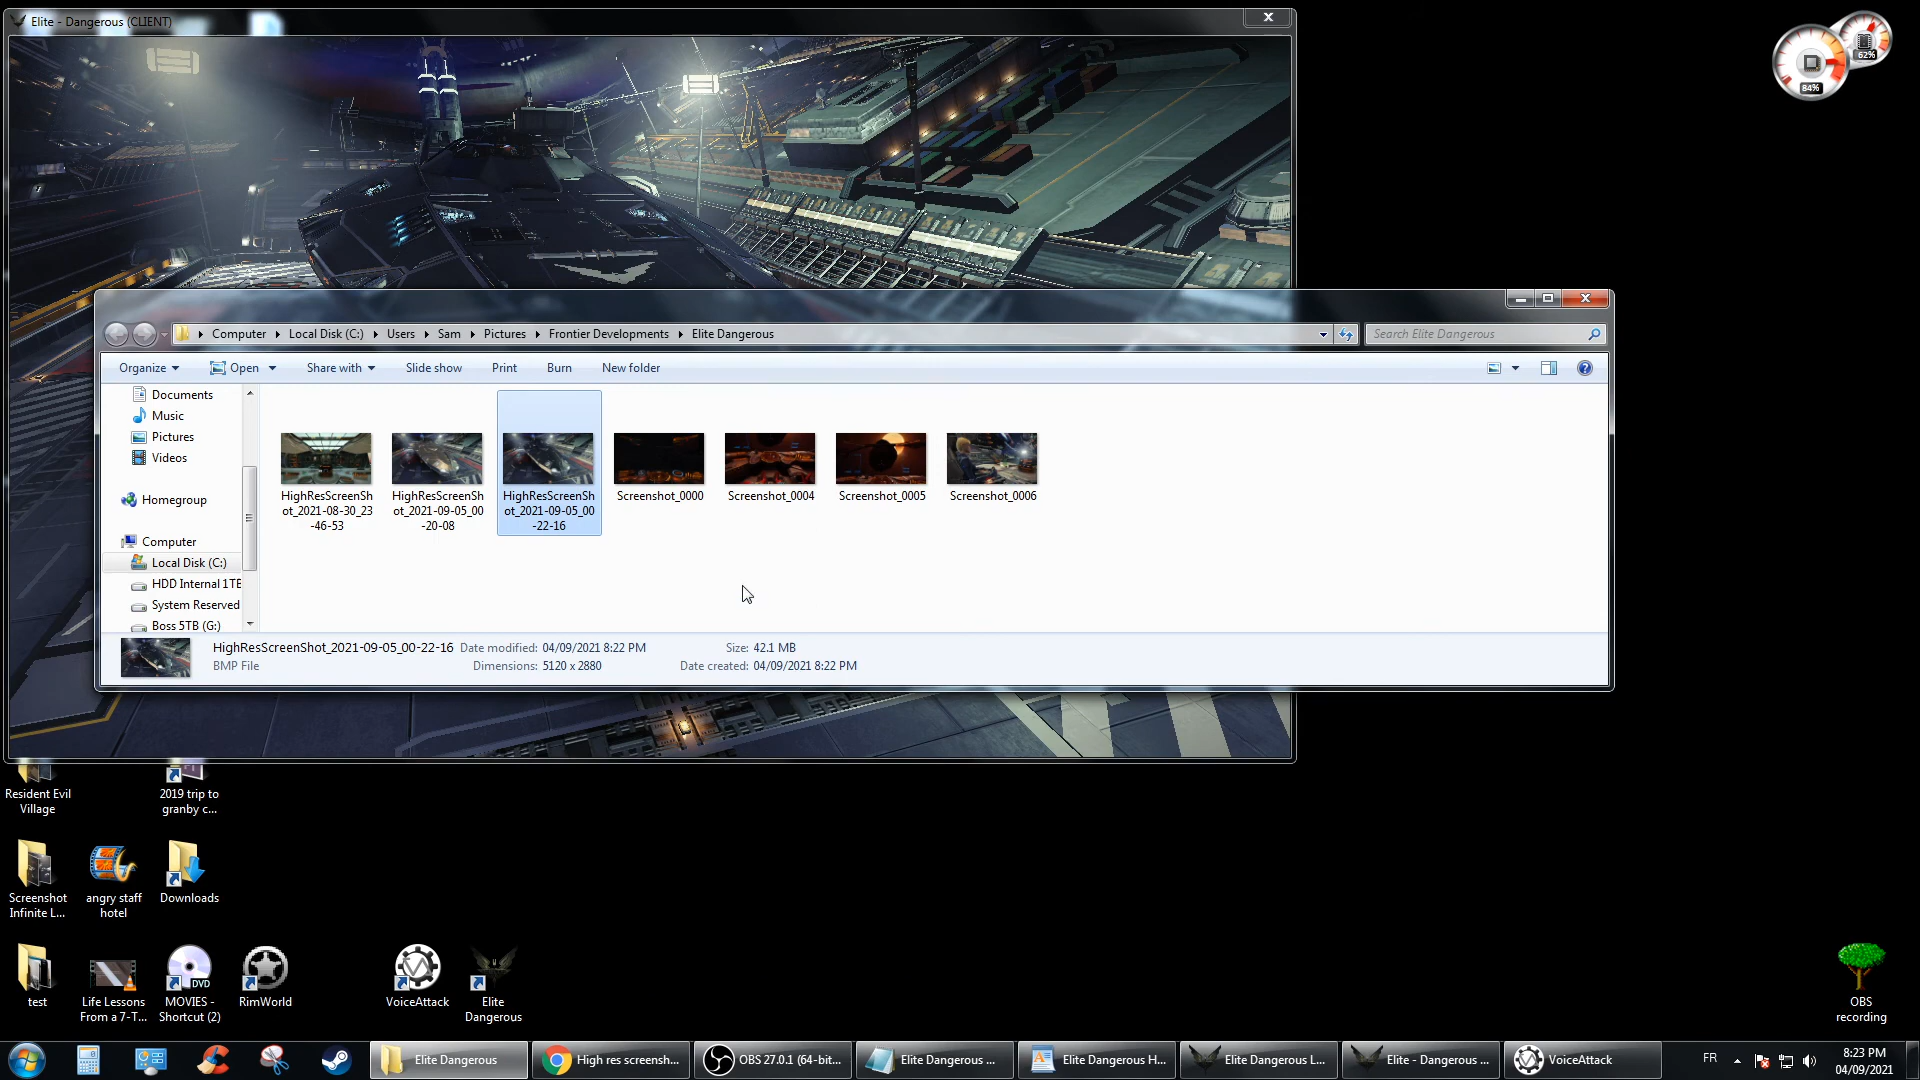 Elite - Dangerous (CLIENT)
62%
84%
Computer
Local Disk (C:)
Users
Sam
Pictures
Frontier Developments
Elite Dangerous
Search Elite Dangerous
Organize
Open
Share with
Slide show
Print
Burn
New folder
Documents
Music
Pictures
Videos
Homegroup
Computer
Local Disk (C:)
HDD Internal 1TE
System Reserved
Boss 5TB (G:)
HighResScreenSh
ot_2021-08-30_23
-46-53
HighResScreenSh
ot_2021-09-05_00
-20-08
HighResScreenSh
ot_2021-09-05_00
-22-16
Screenshot_0000
Screenshot_0004
Screenshot_0005
Screenshot_0006
HighResScreenShot_2021-09-05_00-22-16 Date modified: 04/09/2021 8:22 PM Size: 42.1 MB
BMP File Dimensions: 5120 x 2880 Date created: 04/09/2021 8:22 PM
Resident Evil
Village
2019 trip to
granby c...
Screenshot
Infinite L...
angry staff
hotel
Downloads
test
Life Lessons
From a 7-T...
DVD
MOVIES -
Shortcut (2)
RimWorld
VoiceAttack
Elite
Dangerous
OBS
recording
Elite Dangerous
High res screensh...
OBS 27.0.1 (64-bit...
Elite Dangerous ...
Elite Dangerous H...
Elite Dangerous L...
Elite - Dangerous ...
VoiceAttack
FR
8:23 PM
04/09/2021